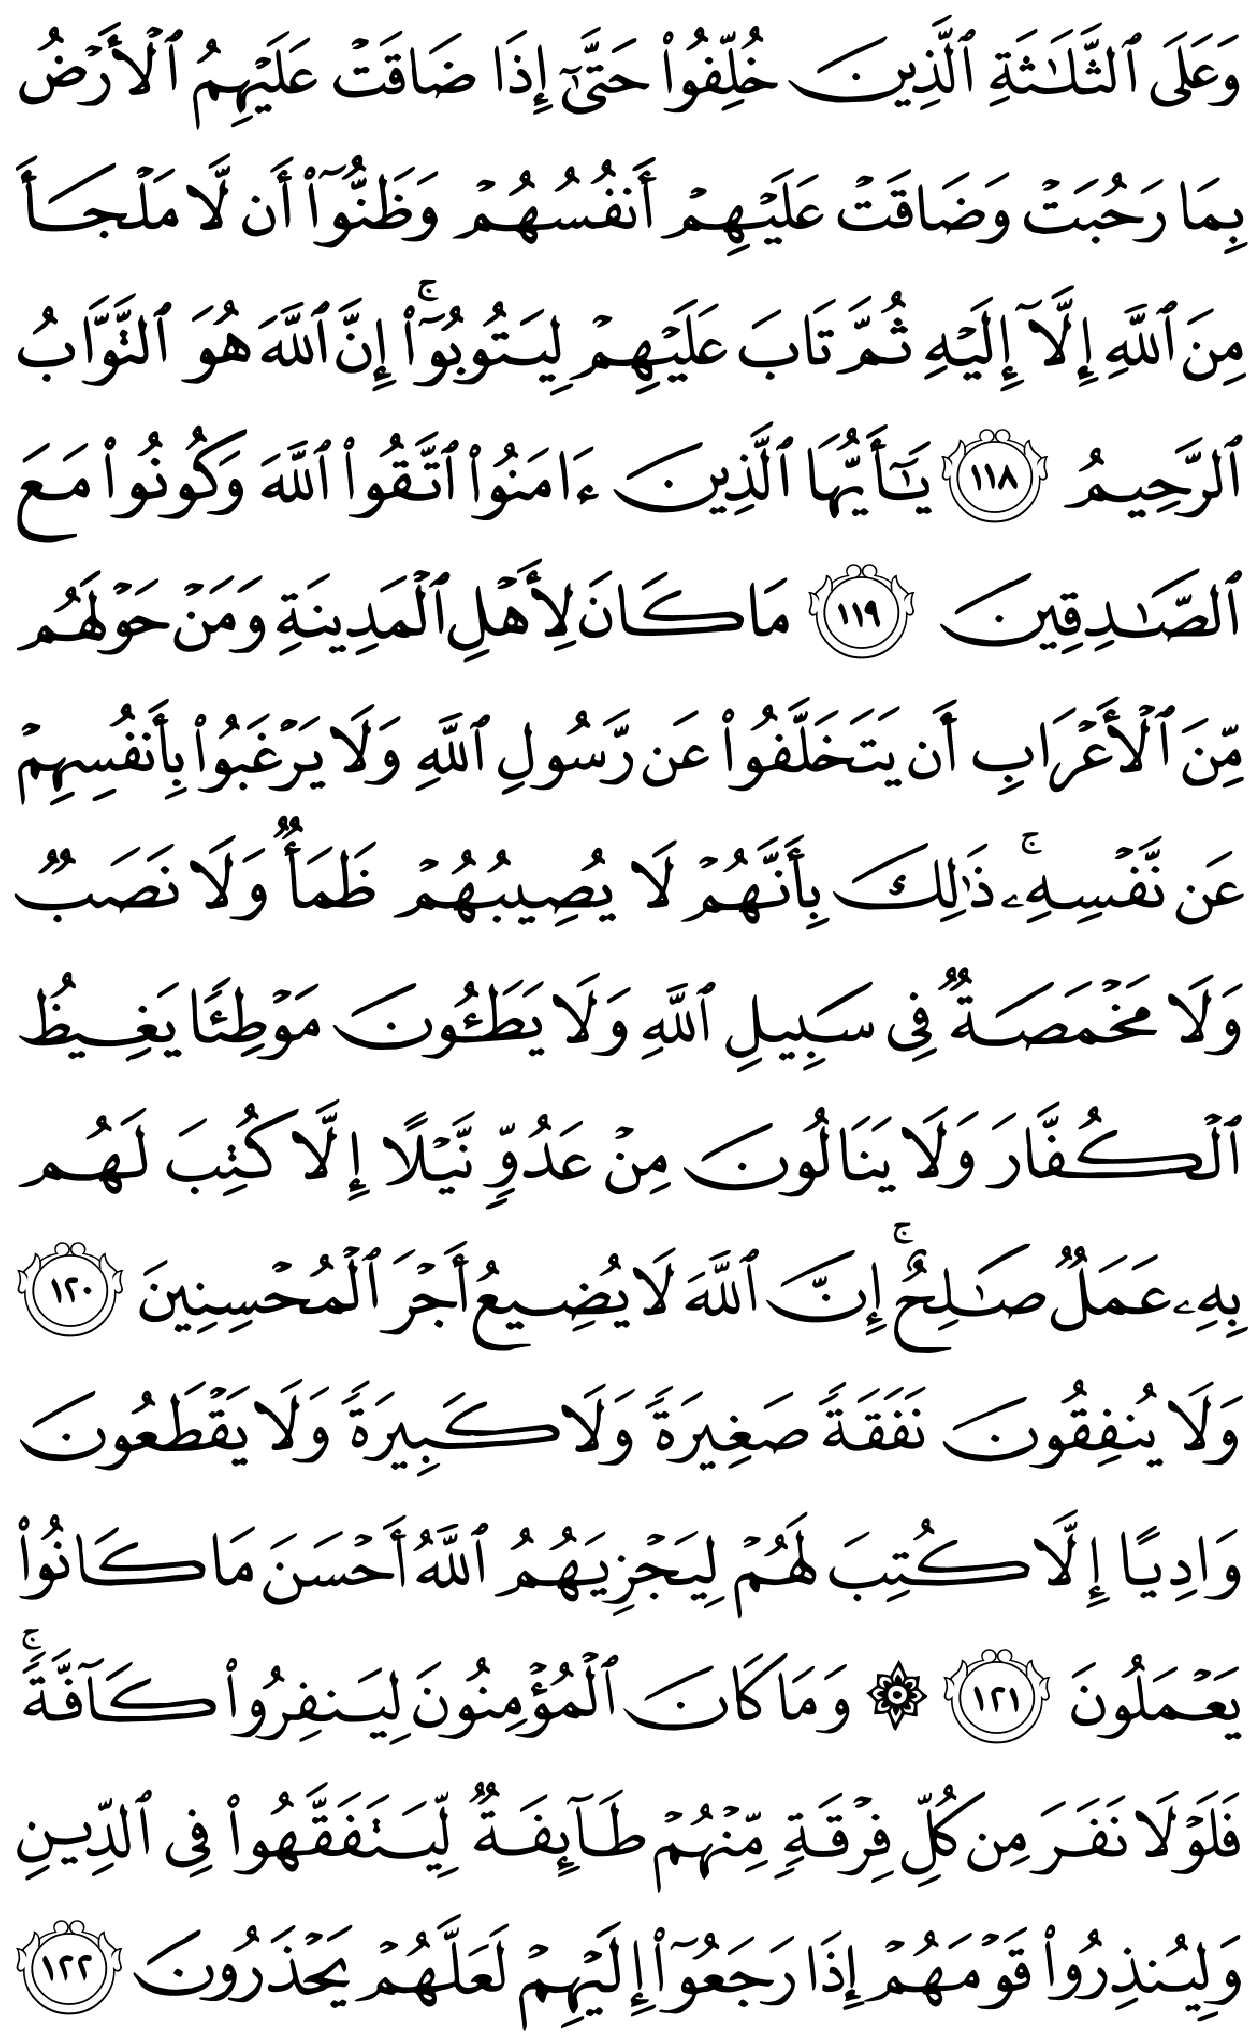 وَعَلَى ٱلثَّلَٰثَةِ ٱلَّذِينَ خُلِّفُوا۟ حَتَّىٰٓ إِذَا ضَاقَتْ عَلَيْهِمُ ٱلْأَرْضُ
بِمَا رَحُبَتْ وَضَاقَتْ عَلَيْهِمْ أَنفُسُهُمْ وَظَنُّوٓا۟ أَن لَّا مَلْجَأَ
مِنَ ٱللَّهِ إِلَّآ إِلَيْهِ ثُمَّ تَابَ عَلَيْهِمْ لِيَتُوبُوٓا۟ ۚ إِنَّ ٱللَّهَ هُوَ ٱلتَّوَّابُ
ٱلرَّحِيمُ ١١٨ يَٰٓأَيُّهَا ٱلَّذِينَ ءَامَنُوا۟ ٱتَّقُوا۟ ٱللَّهَ وَكُونُوا۟ مَعَ
ٱلصَّٰدِقِينَ ١١٩ مَا كَانَ لِأَهْلِ ٱلْمَدِينَةِ وَمَنْ حَوْلَهُم
مِّنَ ٱلْأَعْرَابِ أَن يَتَخَلَّفُوا۟ عَن رَّسُولِ ٱللَّهِ وَلَا يَرْغَبُوا۟ بِأَنفُسِهِمْ
عَن نَّفْسِهِۦ ۚ ذَٰلِكَ بِأَنَّهُمْ لَا يُصِيبُهُمْ ظَمَأٌ وَلَا نَصَبٌ
وَلَا مَخْمَصَةٌ فِى سَبِيلِ ٱللَّهِ وَلَا يَطَـُٔونَ مَوْطِئًا يَغِيظُ
ٱلْكُفَّارَ وَلَا يَنَالُونَ مِنْ عَدُوٍّ نَّيْلًا إِلَّا كُتِبَ لَهُم
بِهِۦ عَمَلٌ صَٰلِحٌ ۚ إِنَّ ٱللَّهَ لَا يُضِيعُ أَجْرَ ٱلْمُحْسِنِينَ ١٢٠
وَلَا يُنفِقُونَ نَفَقَةً صَغِيرَةً وَلَا كَبِيرَةً وَلَا يَقْطَعُونَ
وَادِيًا إِلَّا كُتِبَ لَهُمْ لِيَجْزِيَهُمُ ٱللَّهُ أَحْسَنَ مَا كَانُوا۟
يَعْمَلُونَ ١٢١ ۞ وَمَا كَانَ ٱلْمُؤْمِنُونَ لِيَنفِرُوا۟ كَآفَّةً ۚ
فَلَوْلَا نَفَرَ مِن كُلِّ فِرْقَةٍ مِّنْهُمْ طَآئِفَةٌ لِّيَتَفَقَّهُوا۟ فِى ٱلدِّينِ
وَلِيُنذِرُوا۟ قَوْمَهُمْ إِذَا رَجَعُوٓا۟ إِلَيْهِمْ لَعَلَّهُمْ يَحْذَرُونَ ١٢٢